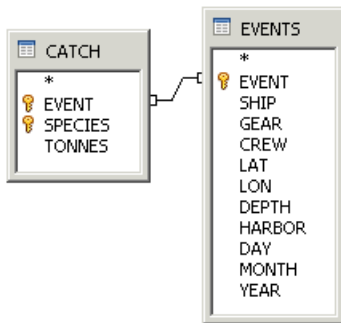 CATCH
*
EVENT
SPECIES
TONNES
EVENTS
*
EVENT
SHIP
GEAR
CREW
LAT
LON
DEPTH
HARBOR
DAY
MONTH
YEAR